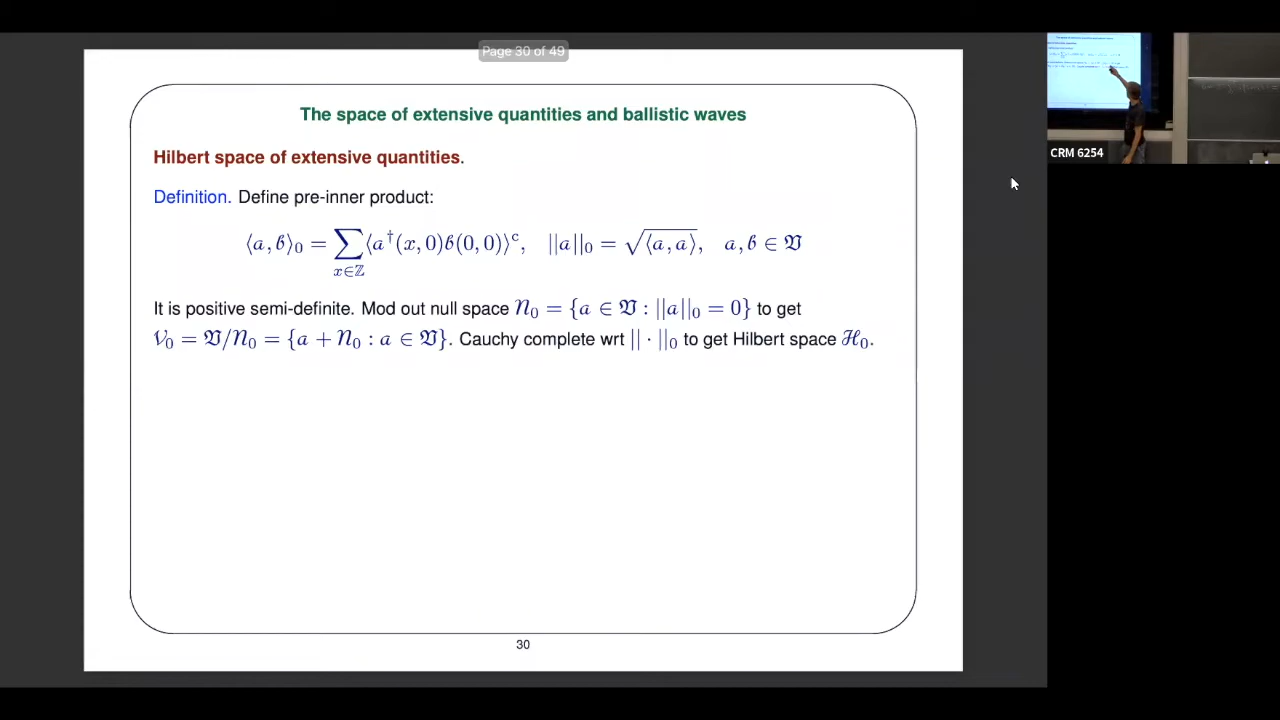 Page 30 of 49
The space of extensive quantities and ballistic waves
Hilbert space of extensive quantities.
Definition. Define pre-inner product:
⟨a, b⟩₀ = ∑_{x∈ℤ} ⟨a†(x, 0)b(0, 0)⟩ᶜ, ||a||₀ = √⟨a, a⟩, a, b ∈ 𝔙
It is positive semi-definite. Mod out null space N₀ = {a ∈ 𝔙 : ||a||₀ = 0} to get
V₀ = 𝔙/N₀ = {a + N₀ : a ∈ 𝔙}. Cauchy complete wrt || · ||₀ to get Hilbert space ℋ₀.
30
CRM 6254